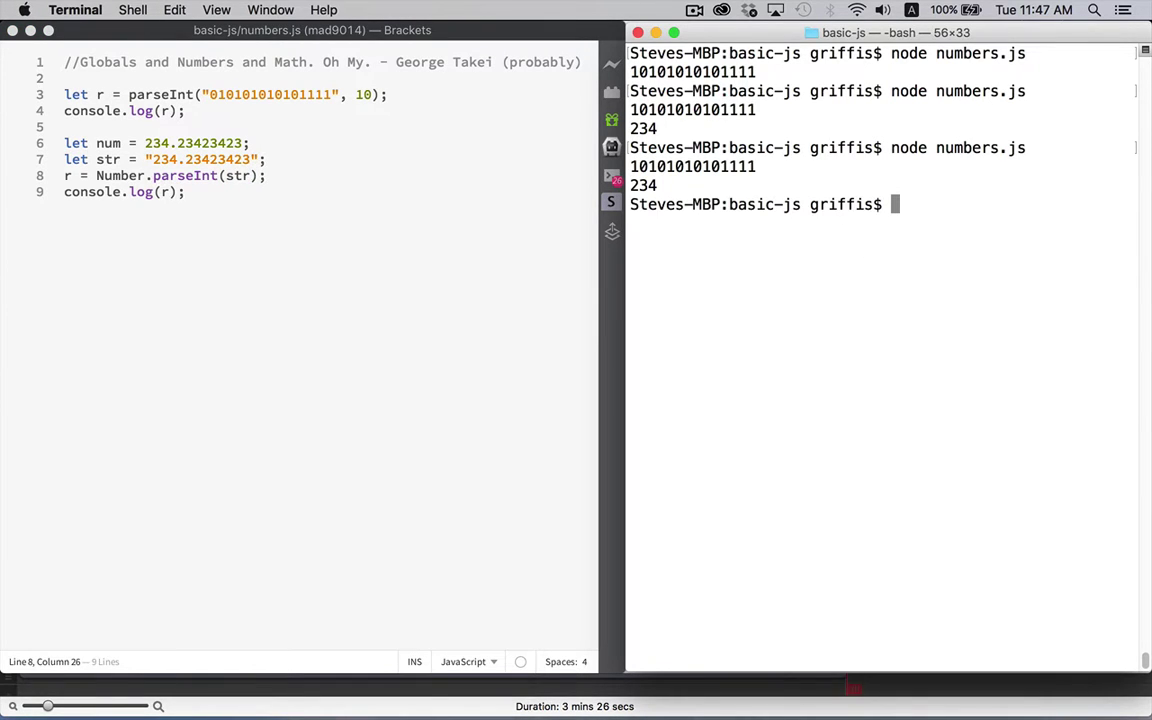 Terminal Shell Edit View Window Help A 100% Tue 11:47 AM
basic-js/numbers.js (mad9014) — Brackets
1 //Globals and Numbers and Math. Oh My. - George Takei (probably)
2
3 let r = parseInt("010101010101111", 10);
4 console.log(r);
5
6 let num = 234.23423423;
7 let str = "234.23423423";
8 r = Number.parseInt(str);
9 console.log(r);
26
S
Line 8, Column 26 — 9 Lines
INS JavaScript Spaces: 4
basic-js — -bash — 56×33
[Steves-MBP:basic-js griffis$ node numbers.js ]
10101010101111
[Steves-MBP:basic-js griffis$ node numbers.js ]
10101010101111
234
[Steves-MBP:basic-js griffis$ node numbers.js ]
10101010101111
234
Steves-MBP:basic-js griffis$
Duration: 3 mins 26 secs